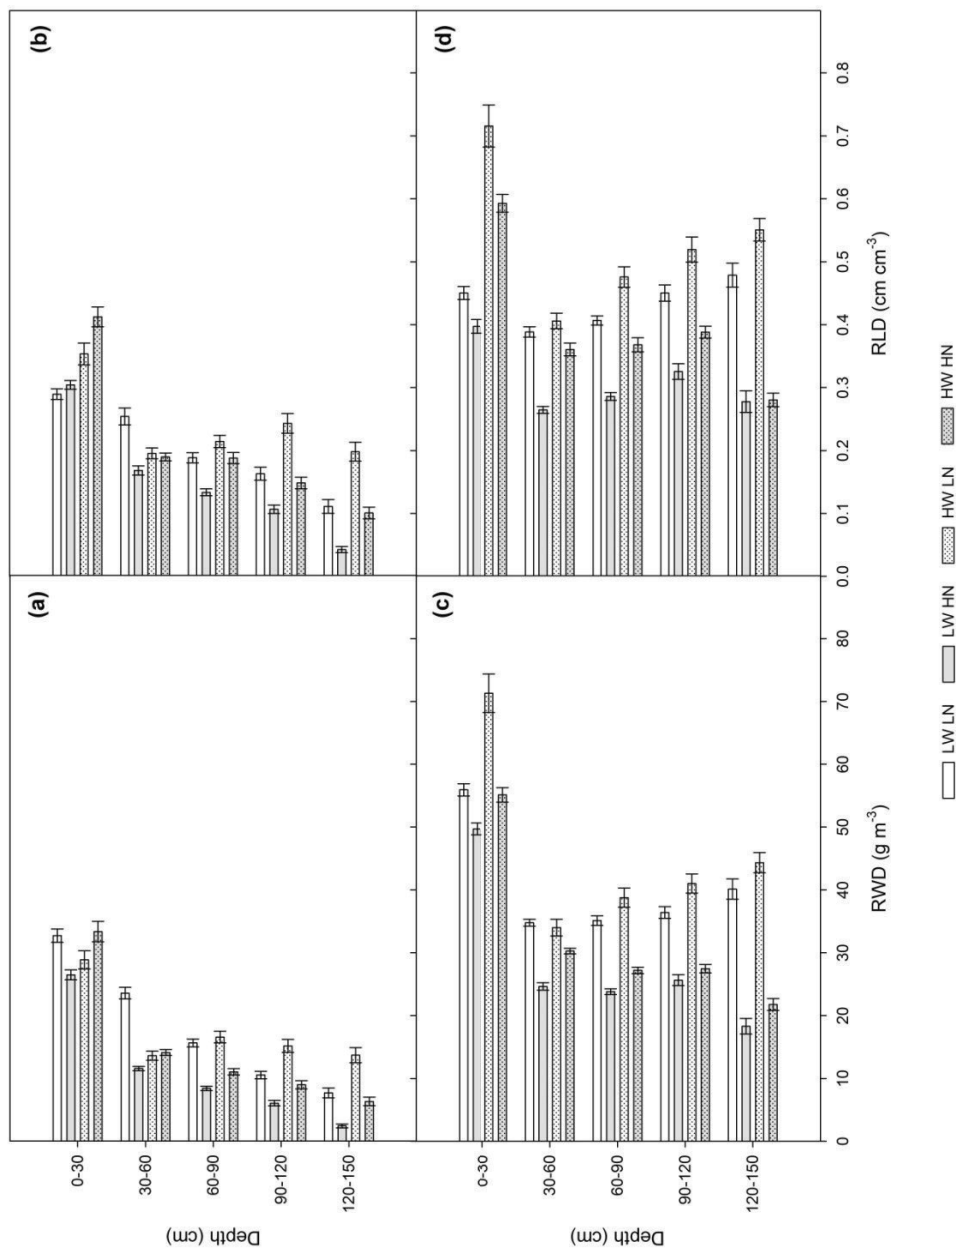 (a)
(b)
Depth (cm)
0-30
30-60
60-90
90-120
120-150
(c)
(d)
Depth (cm)
0-30
30-60
60-90
90-120
120-150
0 10 20 30 40 50 60 70 80
0.0 0.1 0.2 0.3 0.4 0.5 0.6 0.7 0.8
RWD (g m⁻³)
RLD (cm cm⁻³)
LW LN LW HN HW LN HW HN